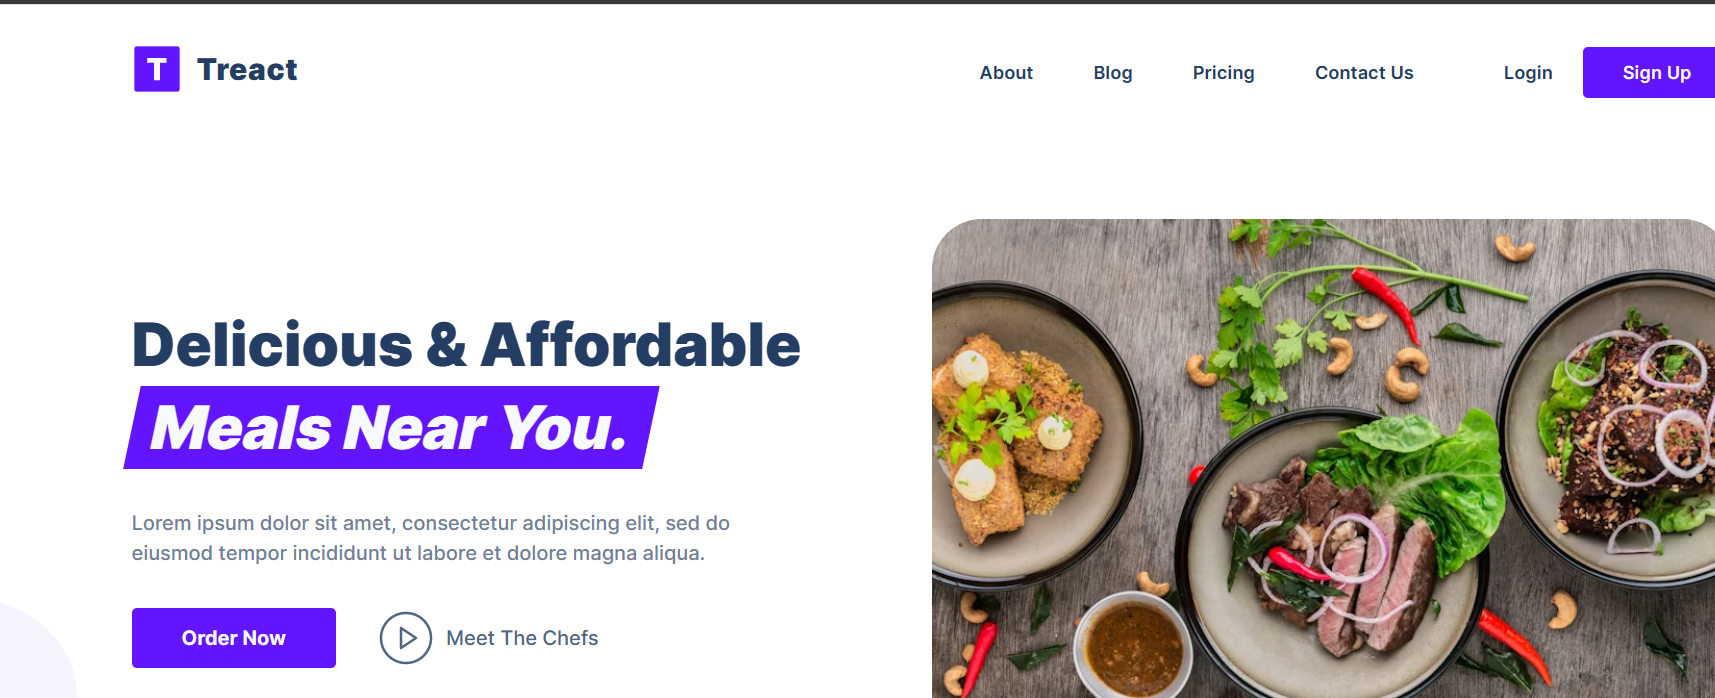 T Treact
About Blog Pricing Contact Us Login Sign Up
Delicious & Affordable
Meals Near You.
Lorem ipsum dolor sit amet, consectetur adipiscing elit, sed do
eiusmod tempor incididunt ut labore et dolore magna aliqua.
Order Now Meet The Chefs